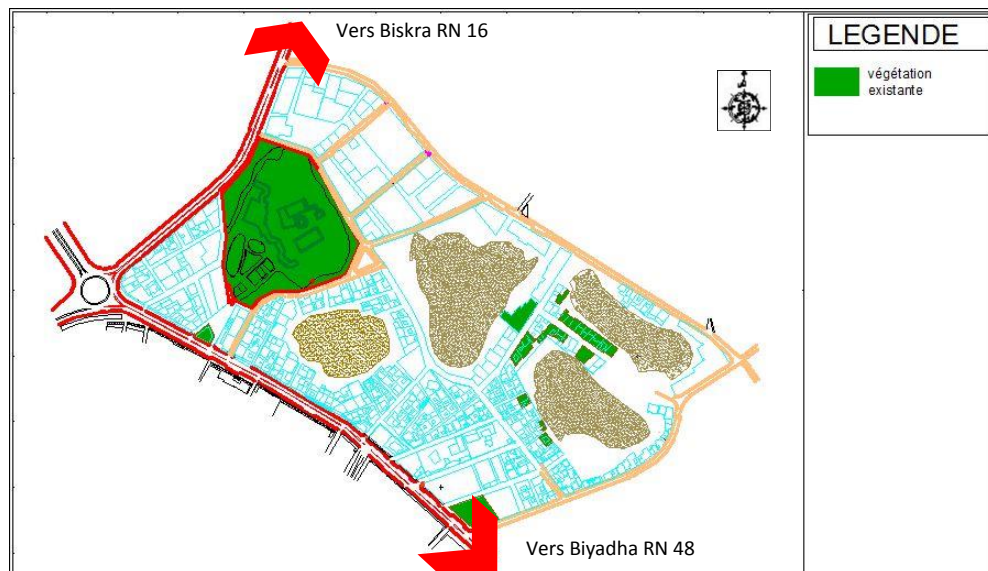 Vers Biskra RN 16
LEGENDE
végétation
existante
Vers Biyadha RN 48